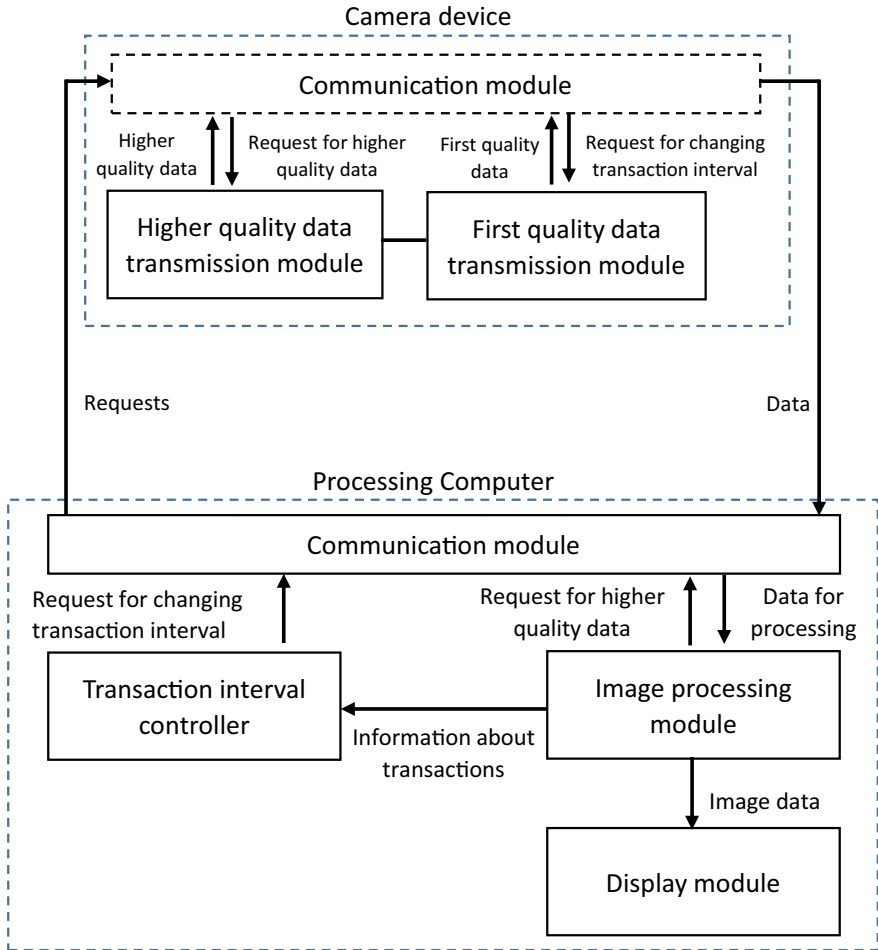 Camera device
Communication module
Higher
quality data
Request for higher
quality data
First quality
data
Request for changing
transaction interval
Higher quality data
transmission module
First quality data
transmission module
Requests
Data
Processing Computer
Communication module
Request for changing
transaction interval
Request for higher
quality data
Data for
processing
Transaction interval
controller
Information about
transactions
Image processing
module
Image data
Display module